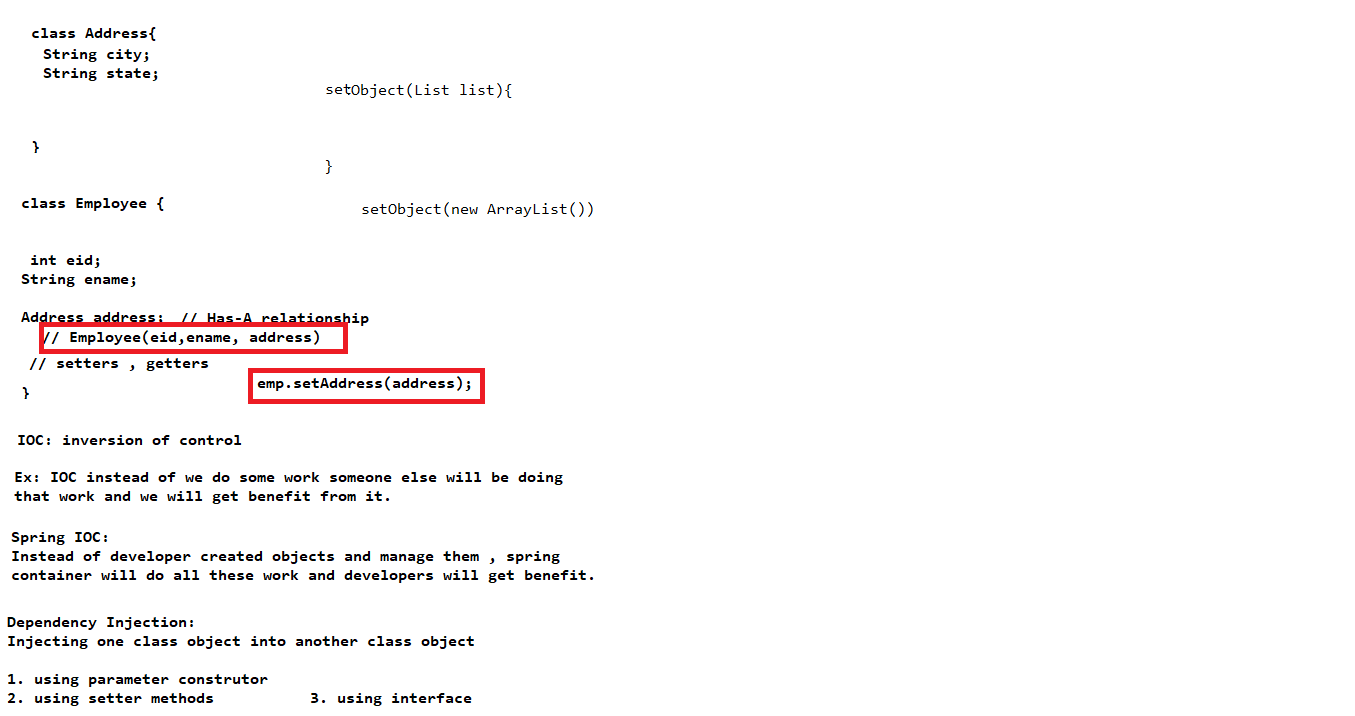 class Address{
String city;
String state;
setObject(List list){
}
}
class Employee {
setObject(new ArrayList())
int eid;
String ename;
Address address; // Has-A relationship
// Employee(eid,ename, address)
// setters , getters
emp.setAddress(address);
}
IOC: inversion of control
Ex: IOC instead of we do some work someone else will be doing
that work and we will get benefit from it.
Spring IOC:
Instead of developer created objects and manage them , spring
container will do all these work and developers will get benefit.
Dependency Injection:
Injecting one class object into another class object
1. using parameter construtor
2. using setter methods 3. using interface